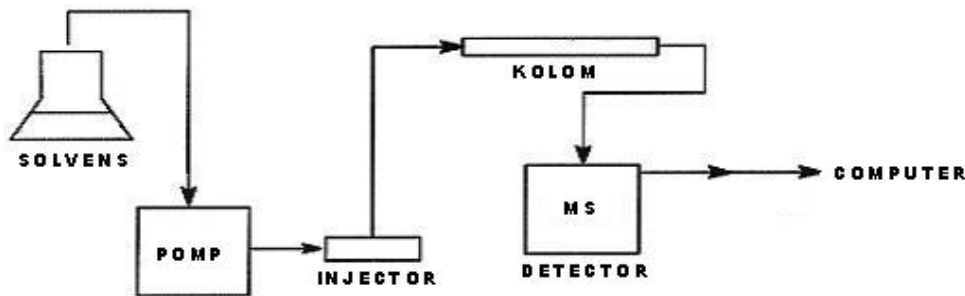 SOLVENS
POMP
INJECTOR
KOLOM
MS
DETECTOR
COMPUTER